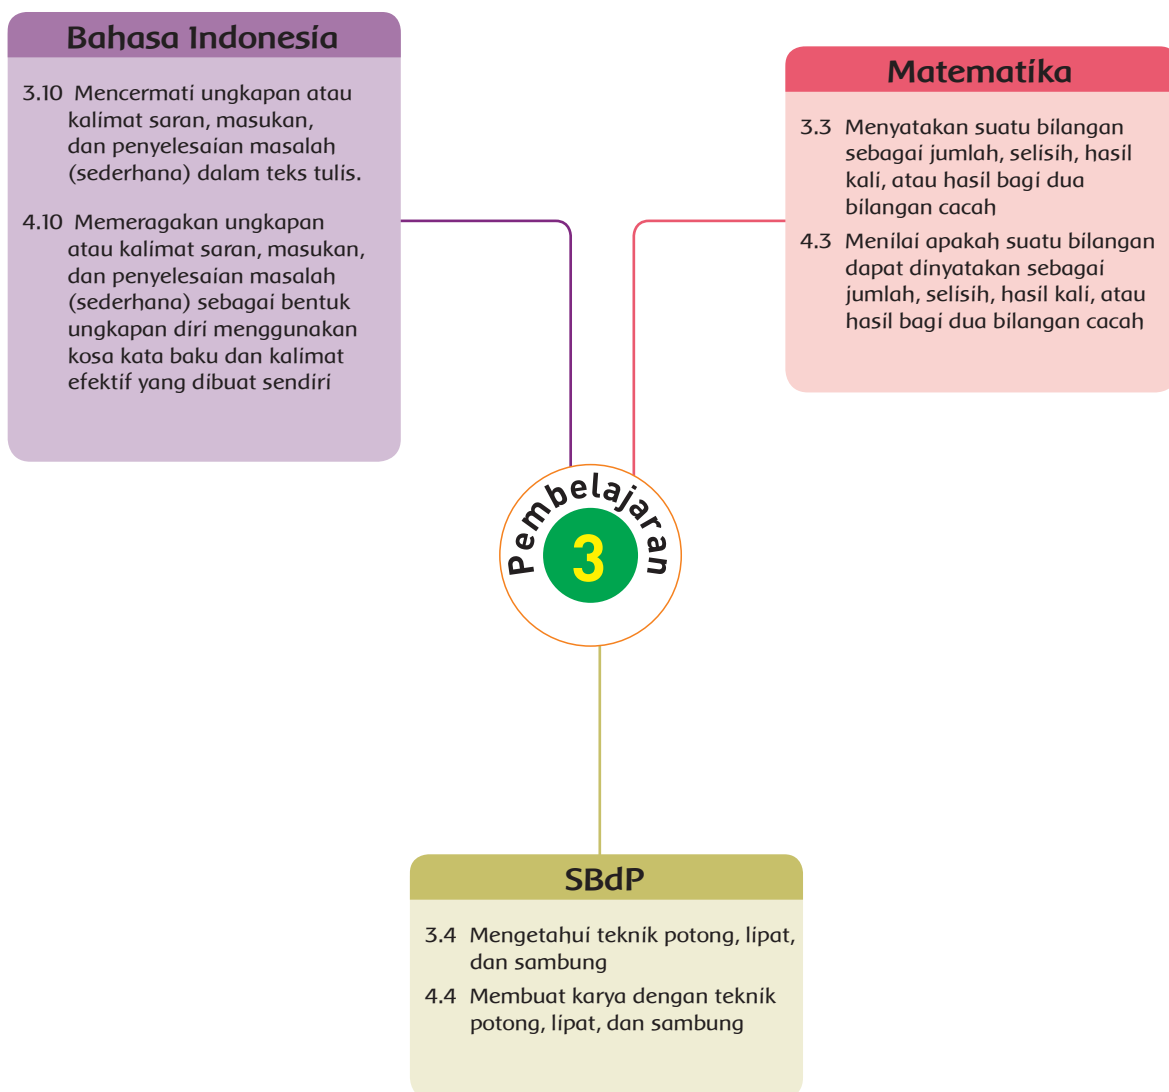 Bahasa Indonesia
3.10 Mencermati ungkapan atau
kalimat saran, masukan,
dan penyelesaian masalah
(sederhana) dalam teks tulis.
4.10 Memeragakan ungkapan
atau kalimat saran, masukan,
dan penyelesaian masalah
(sederhana) sebagai bentuk
ungkapan diri menggunakan
kosa kata baku dan kalimat
efektif yang dibuat sendiri
Matematika
3.3 Menyatakan suatu bilangan
sebagai jumlah, selisih, hasil
kali, atau hasil bagi dua
bilangan cacah
4.3 Menilai apakah suatu bilangan
dapat dinyatakan sebagai
jumlah, selisih, hasil kali, atau
hasil bagi dua bilangan cacah
Pembelajaran
3
SBdP
3.4 Mengetahui teknik potong, lipat,
dan sambung
4.4 Membuat karya dengan teknik
potong, lipat, dan sambung